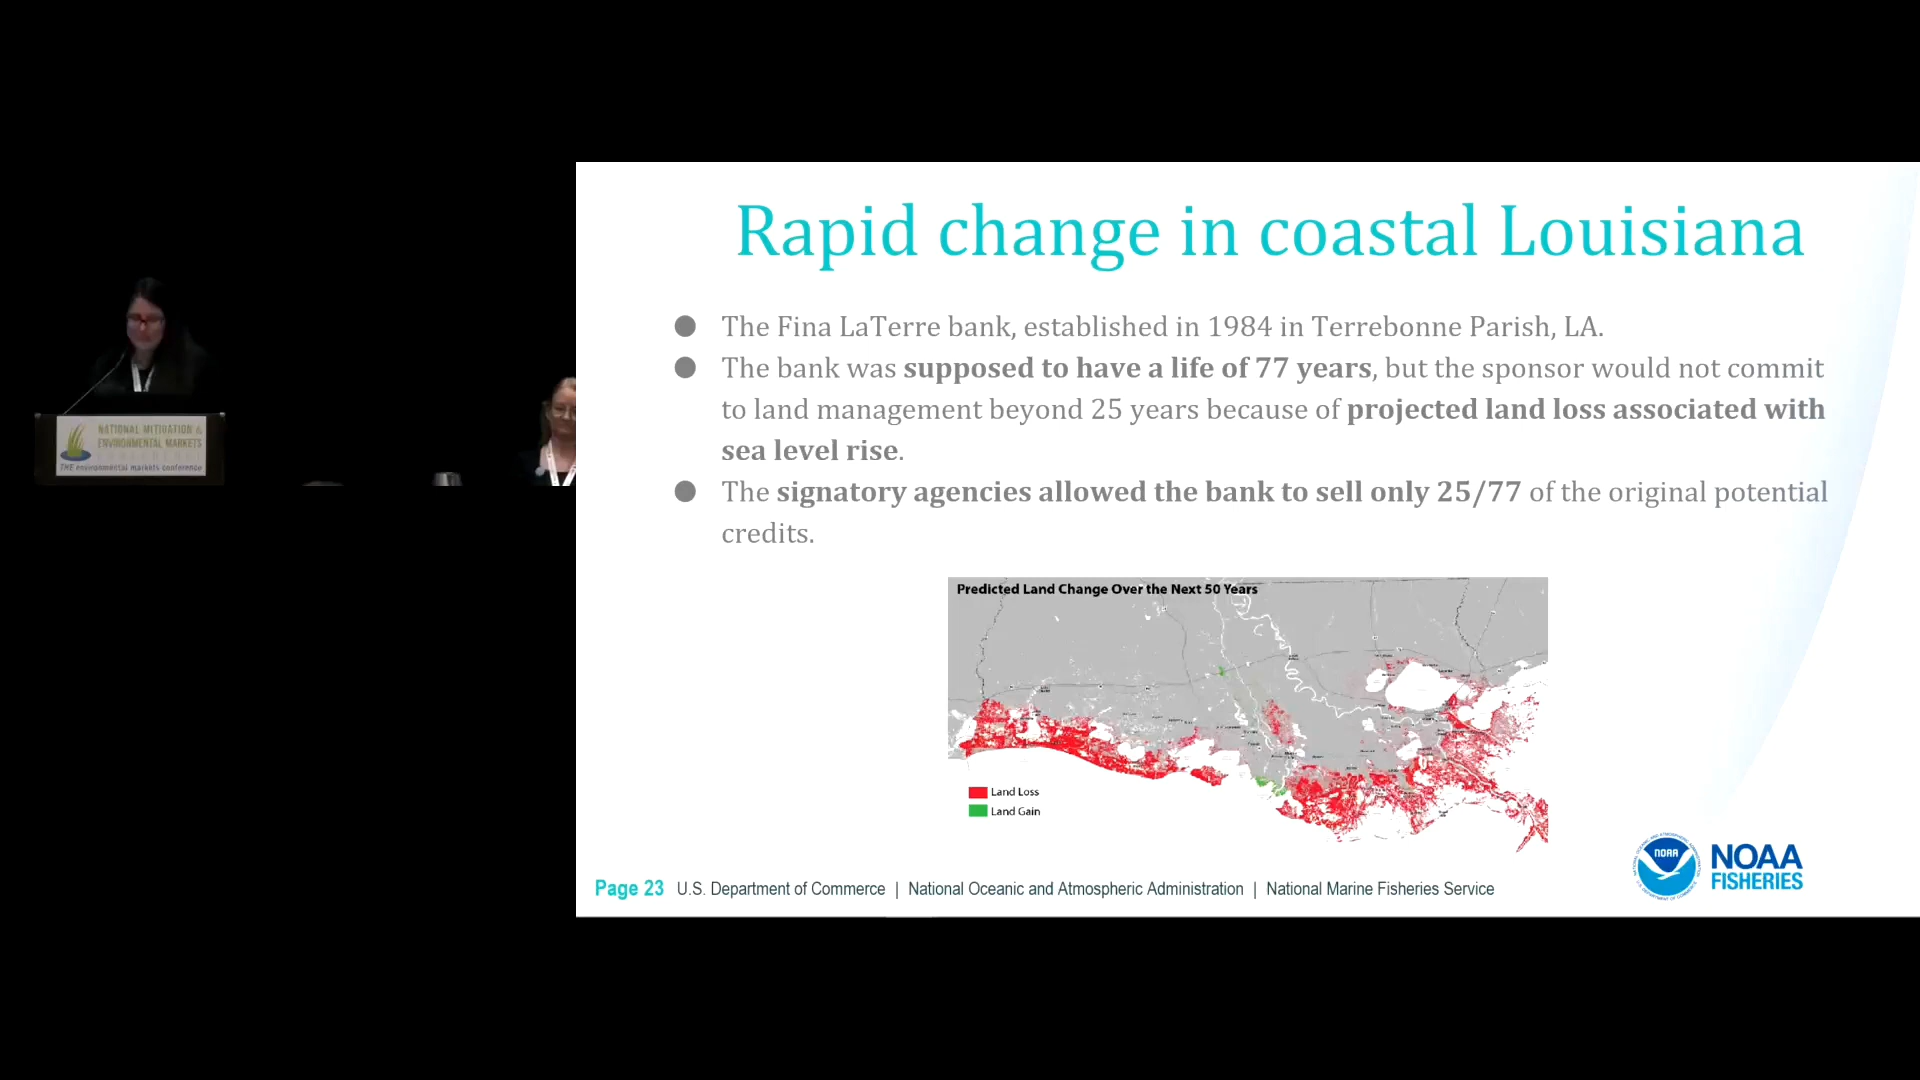 Rapid change in coastal Louisiana
● The Fina LaTerre bank, established in 1984 in Terrebonne Parish, LA.
● The bank was supposed to have a life of 77 years, but the sponsor would not commit
to land management beyond 25 years because of projected land loss associated with
sea level rise.
● The signatory agencies allowed the bank to sell only 25/77 of the original potential
credits.
NATIONAL MITIGATION &
ENVIRONMENTAL MARKETS
THE environmental markets conference
Predicted Land Change Over the Next 50 Years
Land Loss
Land Gain
Page 23 U.S. Department of Commerce | National Oceanic and Atmospheric Administration | National Marine Fisheries Service
NOAA
NOAA
FISHERIES